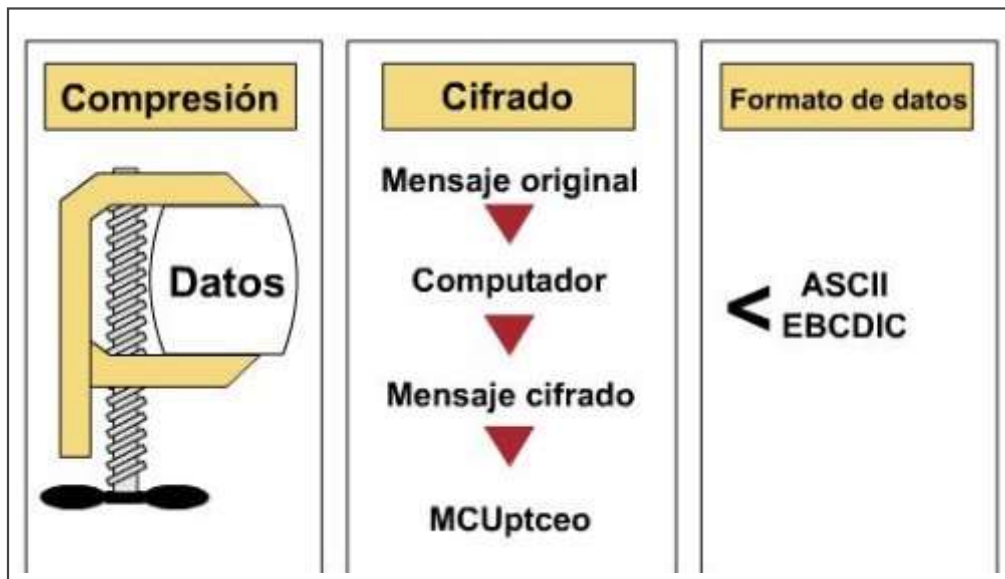 Compresión
Datos
Cifrado
Mensaje original
Computador
Mensaje cifrado
MCUptceo
Formato de datos
< ASCII
EBCDIC